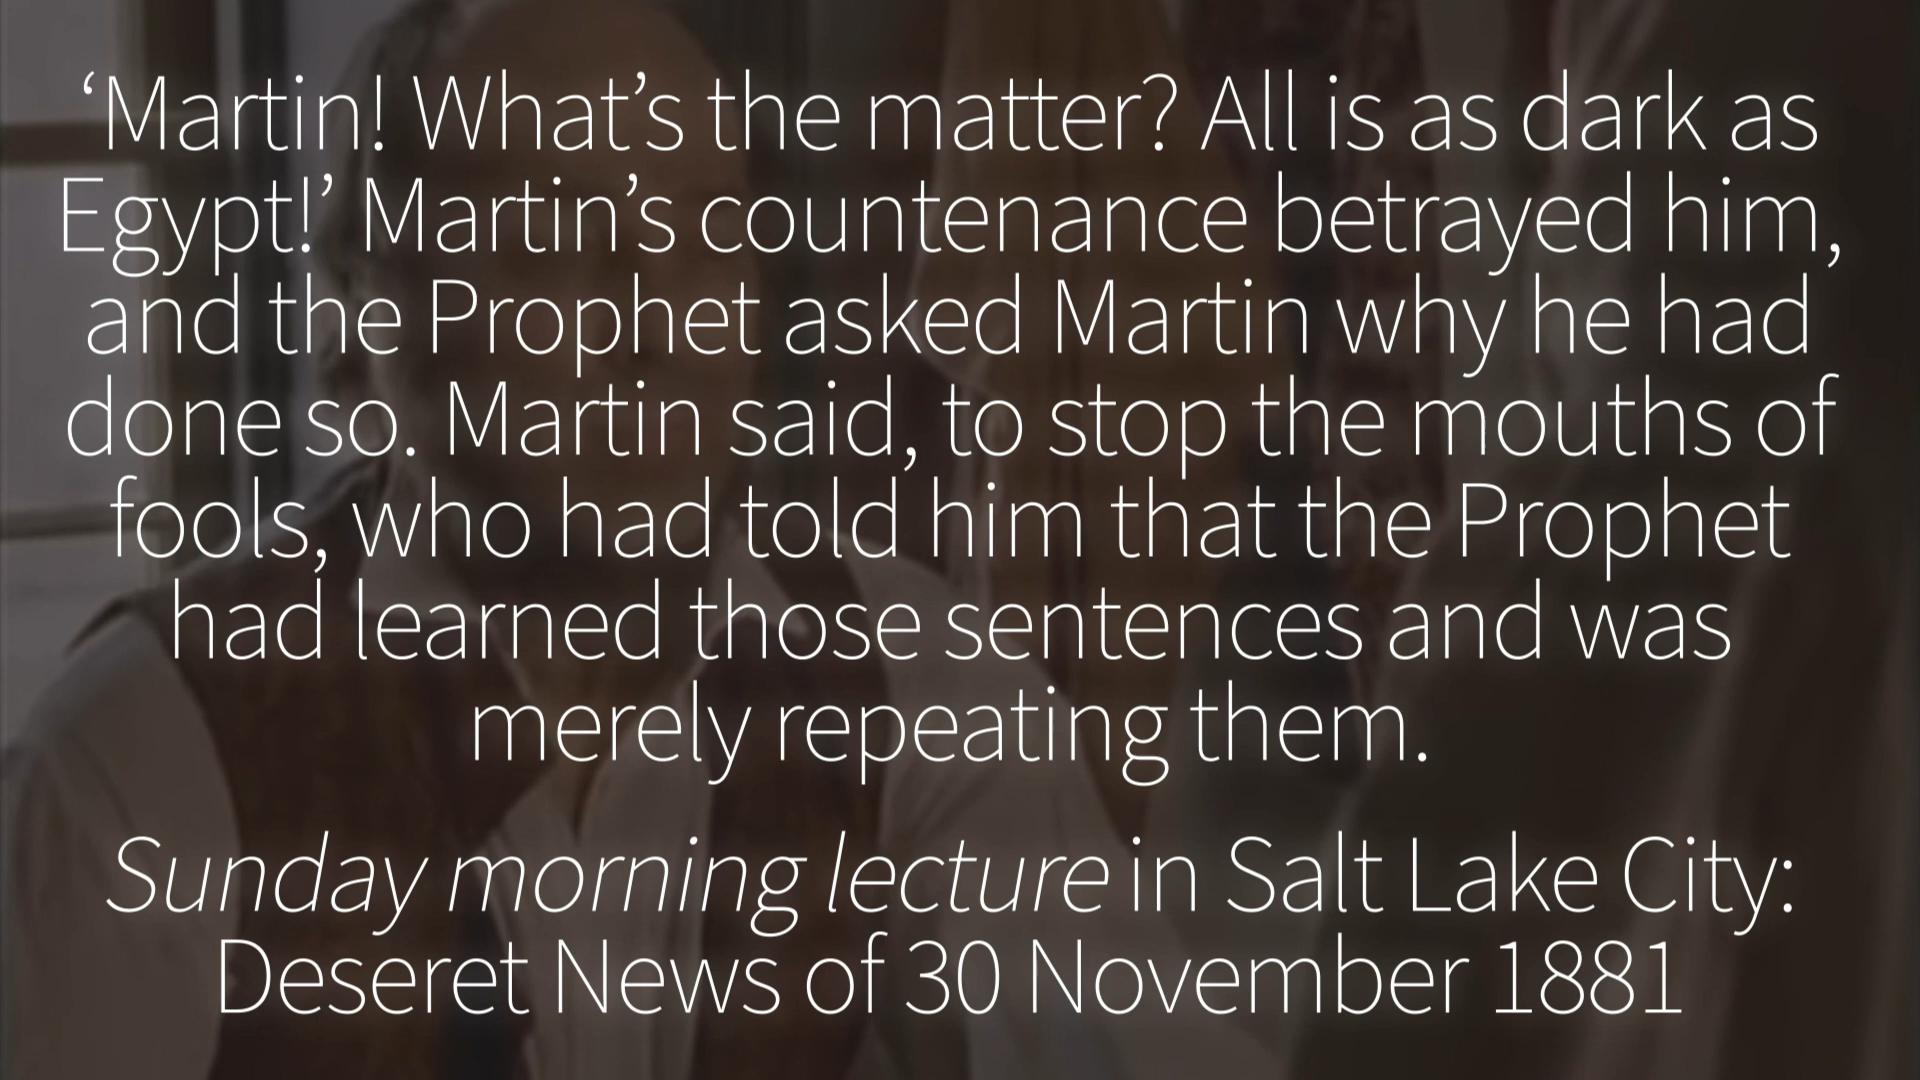 ‘Martin! What’s the matter? All is as dark as
Egypt!’ Martin’s countenance betrayed him,
and the Prophet asked Martin why he had
done so. Martin said, to stop the mouths of
fools, who had told him that the Prophet
had learned those sentences and was
merely repeating them.
Sunday morning lecture in Salt Lake City:
Deseret News of 30 November 1881